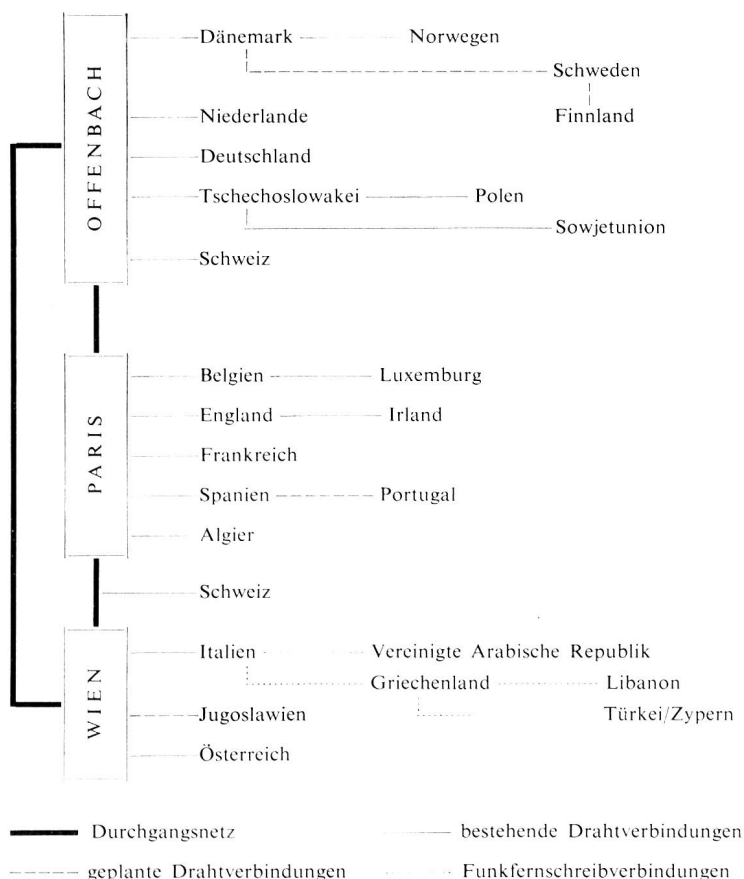 OFFENBACH
Dänemark Norwegen
Schweden
Niederlande Finnland
Deutschland
Tschechoslowakei Polen
Sowjetunion
Schweiz
PARIS
Belgien Luxemburg
England Irland
Frankreich
Spanien Portugal
Algier
Schweiz
WIEN
Italien Vereinigte Arabische Republik
Griechenland Libanon
Jugoslawien Türkei/Zypern
Österreich
Durchgangsnetz bestehende Drahtverbindungen
geplante Drahtverbindungen Funkfernschreibverbindungen